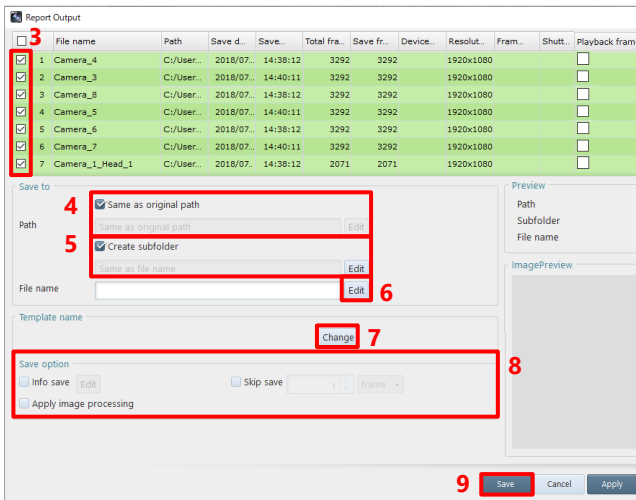 Report Output
3 File name Path Save d... Save... Total fra... Save fr... Device... Resolut... Fram... Shutt... Playback fram
1 Camera_4 C:/User... 2018/07... 14:38:12 3292 3292 1920x1080
2 Camera_3 C:/User... 2018/07... 14:40:11 3292 3292 1920x1080
3 Camera_8 C:/User... 2018/07... 14:38:12 3292 3292 1920x1080
4 Camera_5 C:/User... 2018/07... 14:40:11 3292 3292 1920x1080
5 Camera_6 C:/User... 2018/07... 14:38:12 3292 3292 1920x1080
6 Camera_7 C:/User... 2018/07... 14:40:11 3292 3292 1920x1080
7 Camera_1_Head_1 C:/User... 2018/07... 14:38:12 2071 2071 1920x1080
Save to
4 Same as original path
Path Same as original path Edit
5 Create subfolder
Same as file name Edit
File name Edit 6
Template name
Change 7
Save option 8
Info save Edit Skip save 1 frame
Apply image processing
Preview
Path
Subfolder
File name
ImagePreview
9 Save Cancel Apply